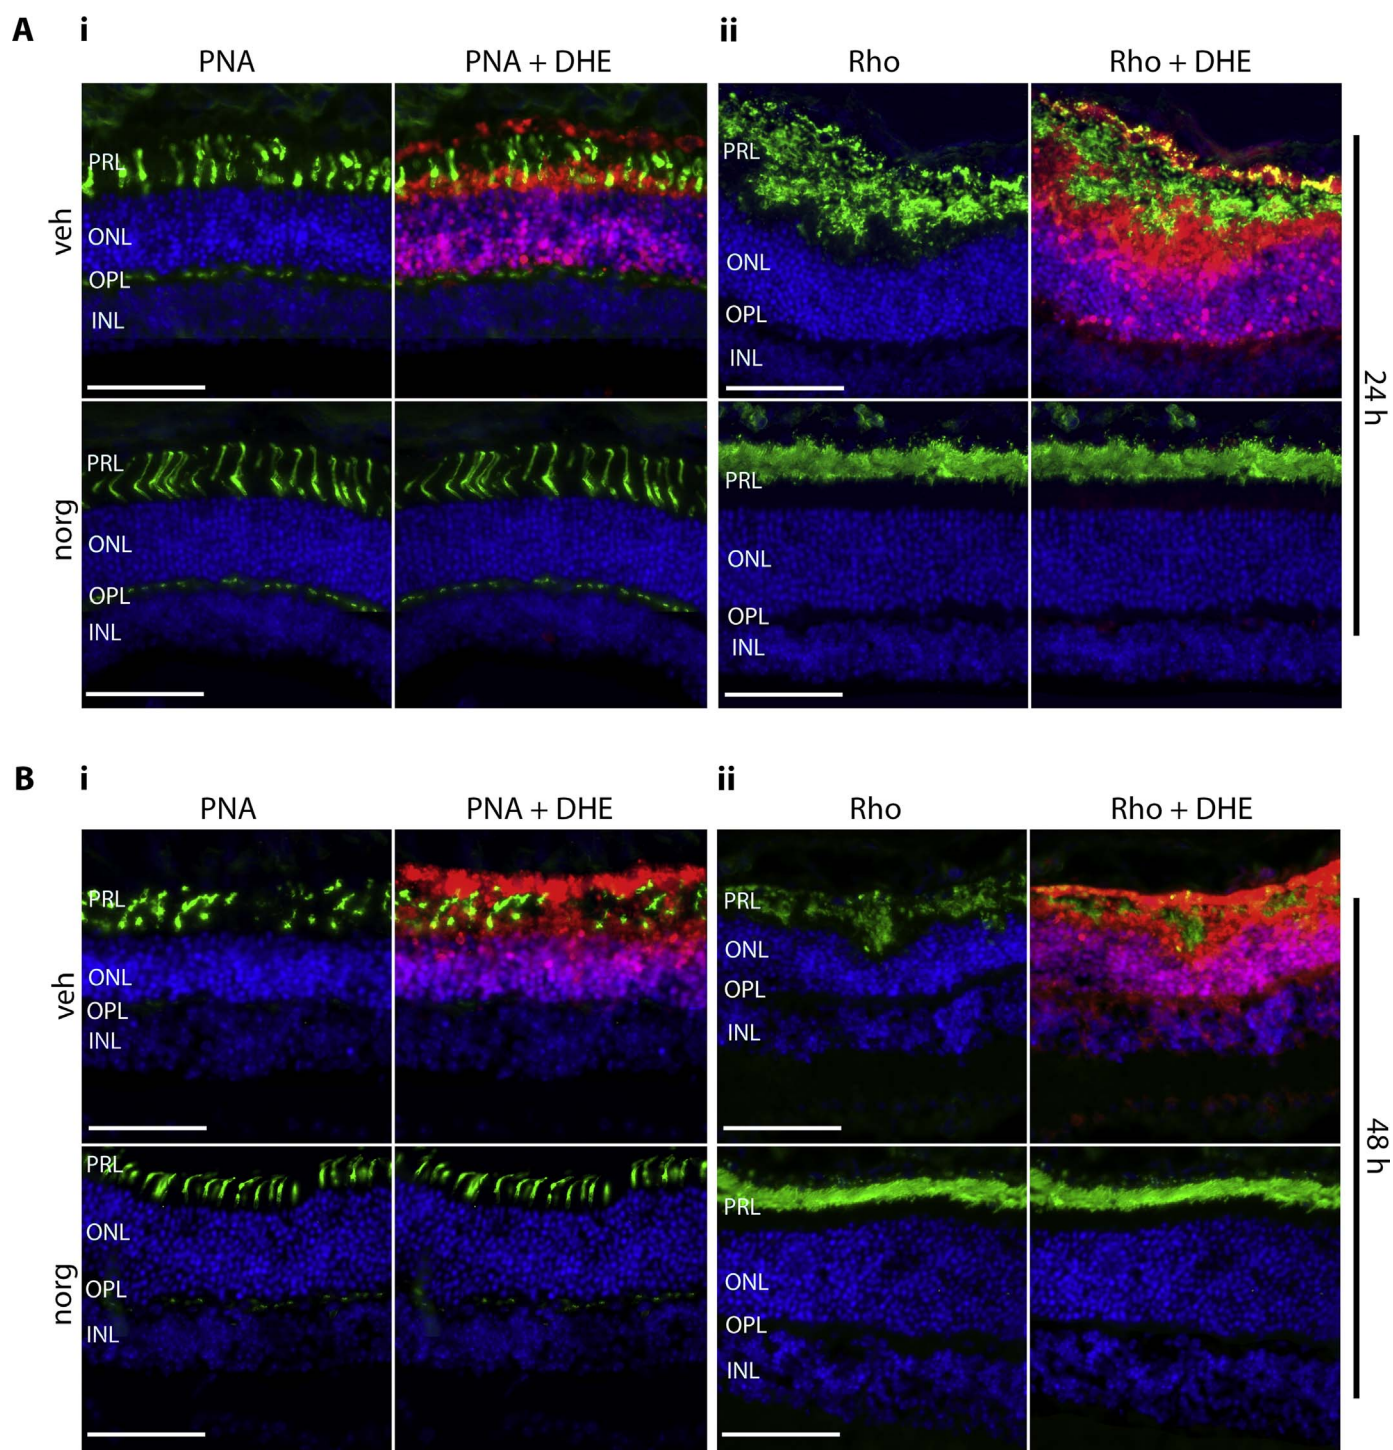 A i ii
PNA PNA + DHE Rho Rho + DHE
veh
PRL
ONL
OPL
INL
PRL
ONL
OPL
INL
norg
PRL
ONL
OPL
INL
PRL
ONL
OPL
INL
24 h
B i ii
PNA PNA + DHE Rho Rho + DHE
veh
PRL
ONL
OPL
INL
PRL
ONL
OPL
INL
norg
PRL
ONL
OPL
INL
PRL
ONL
OPL
INL
48 h